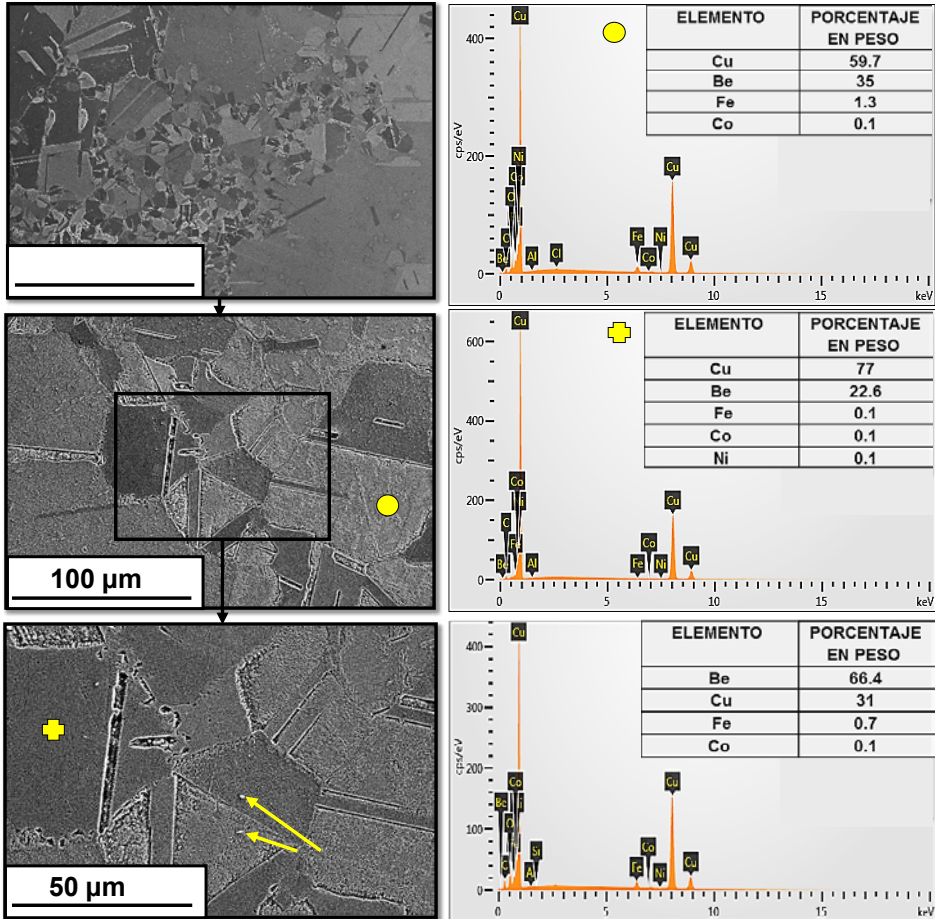 ELEMENTO PORCENTAJE
EN PESO
Cu 59.7
Be 35
Fe 1.3
Co 0.1
cps/eV
400
200
0
Cu
Ni
C
Al
Cl
Fe
Co
Ni
Cu
Cu
0 5 10 15 keV
100 µm
ELEMENTO PORCENTAJE
EN PESO
Cu 77
Be 22.6
Fe 0.1
Co 0.1
Ni 0.1
cps/eV
600
400
200
0
Cu
Co
C
Al
Fe
Co
Ni
Cu
Cu
0 5 10 15 keV
50 µm
ELEMENTO PORCENTAJE
EN PESO
Be 66.4
Cu 31
Fe 0.7
Co 0.1
cps/eV
400
300
200
100
0
Cu
Co
Be
C
Si
Fe
Co
Ni
Cu
Cu
0 5 10 15